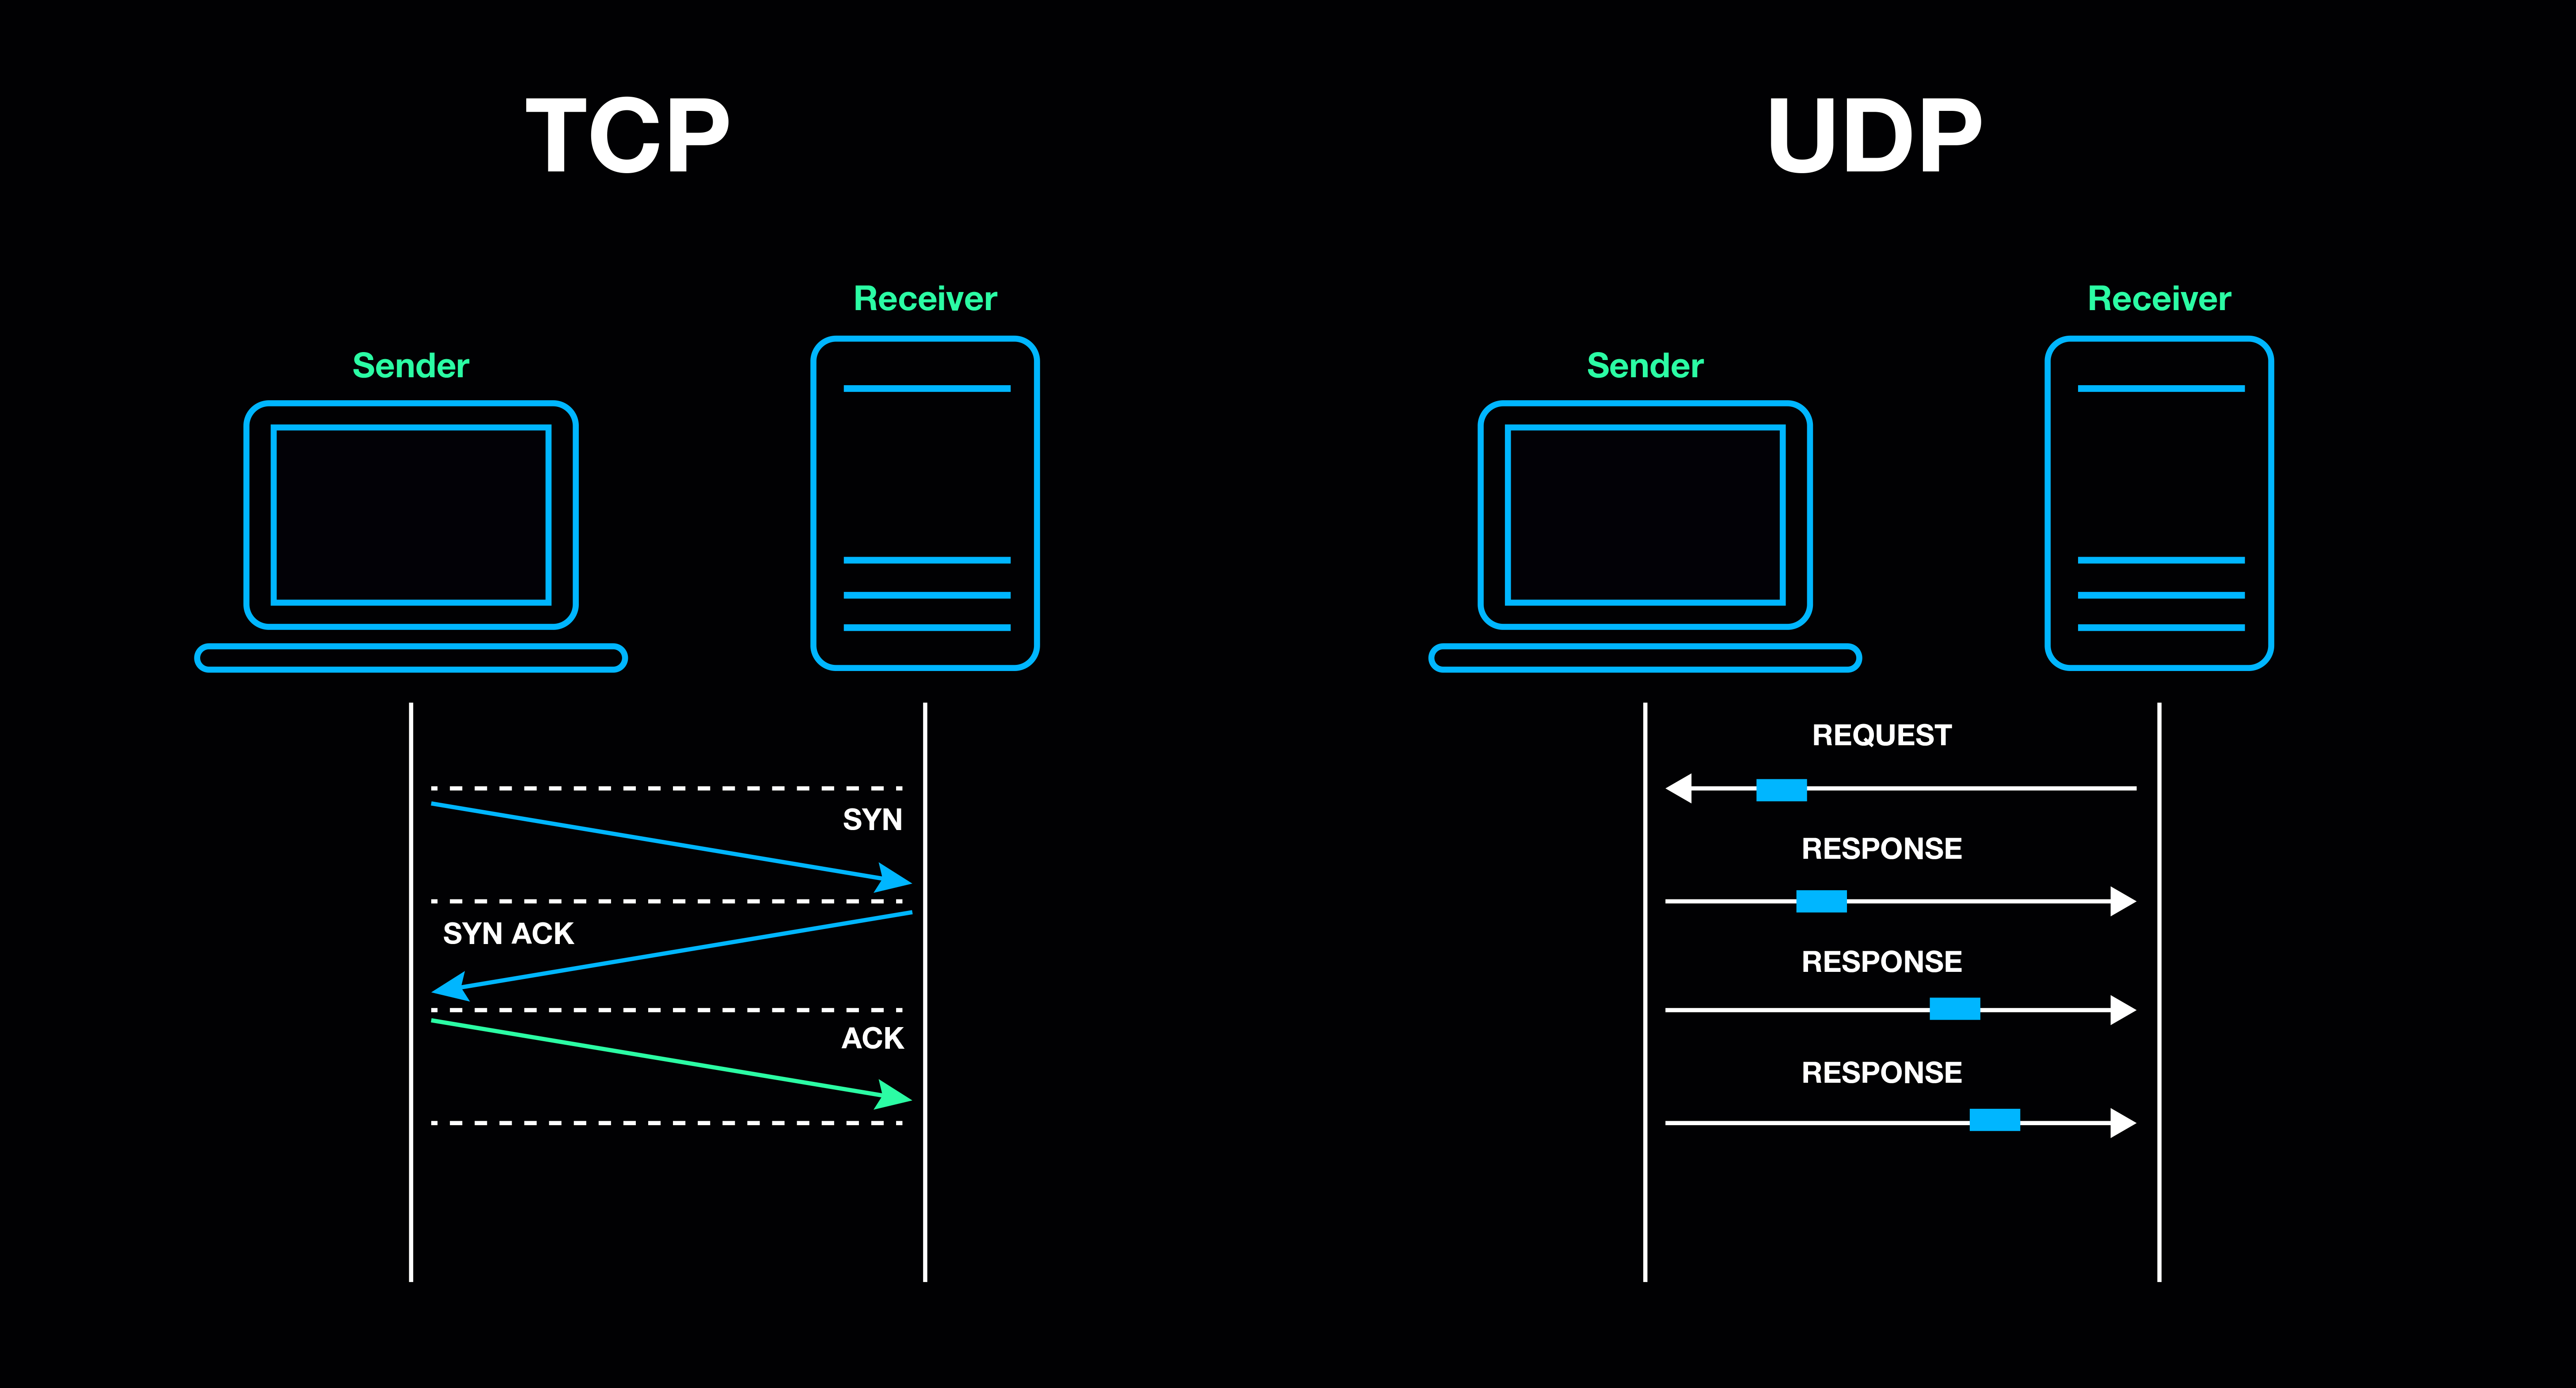 TCP
Sender
Receiver
SYN
SYN ACK
ACK
UDP
Sender
Receiver
REQUEST
RESPONSE
RESPONSE
RESPONSE